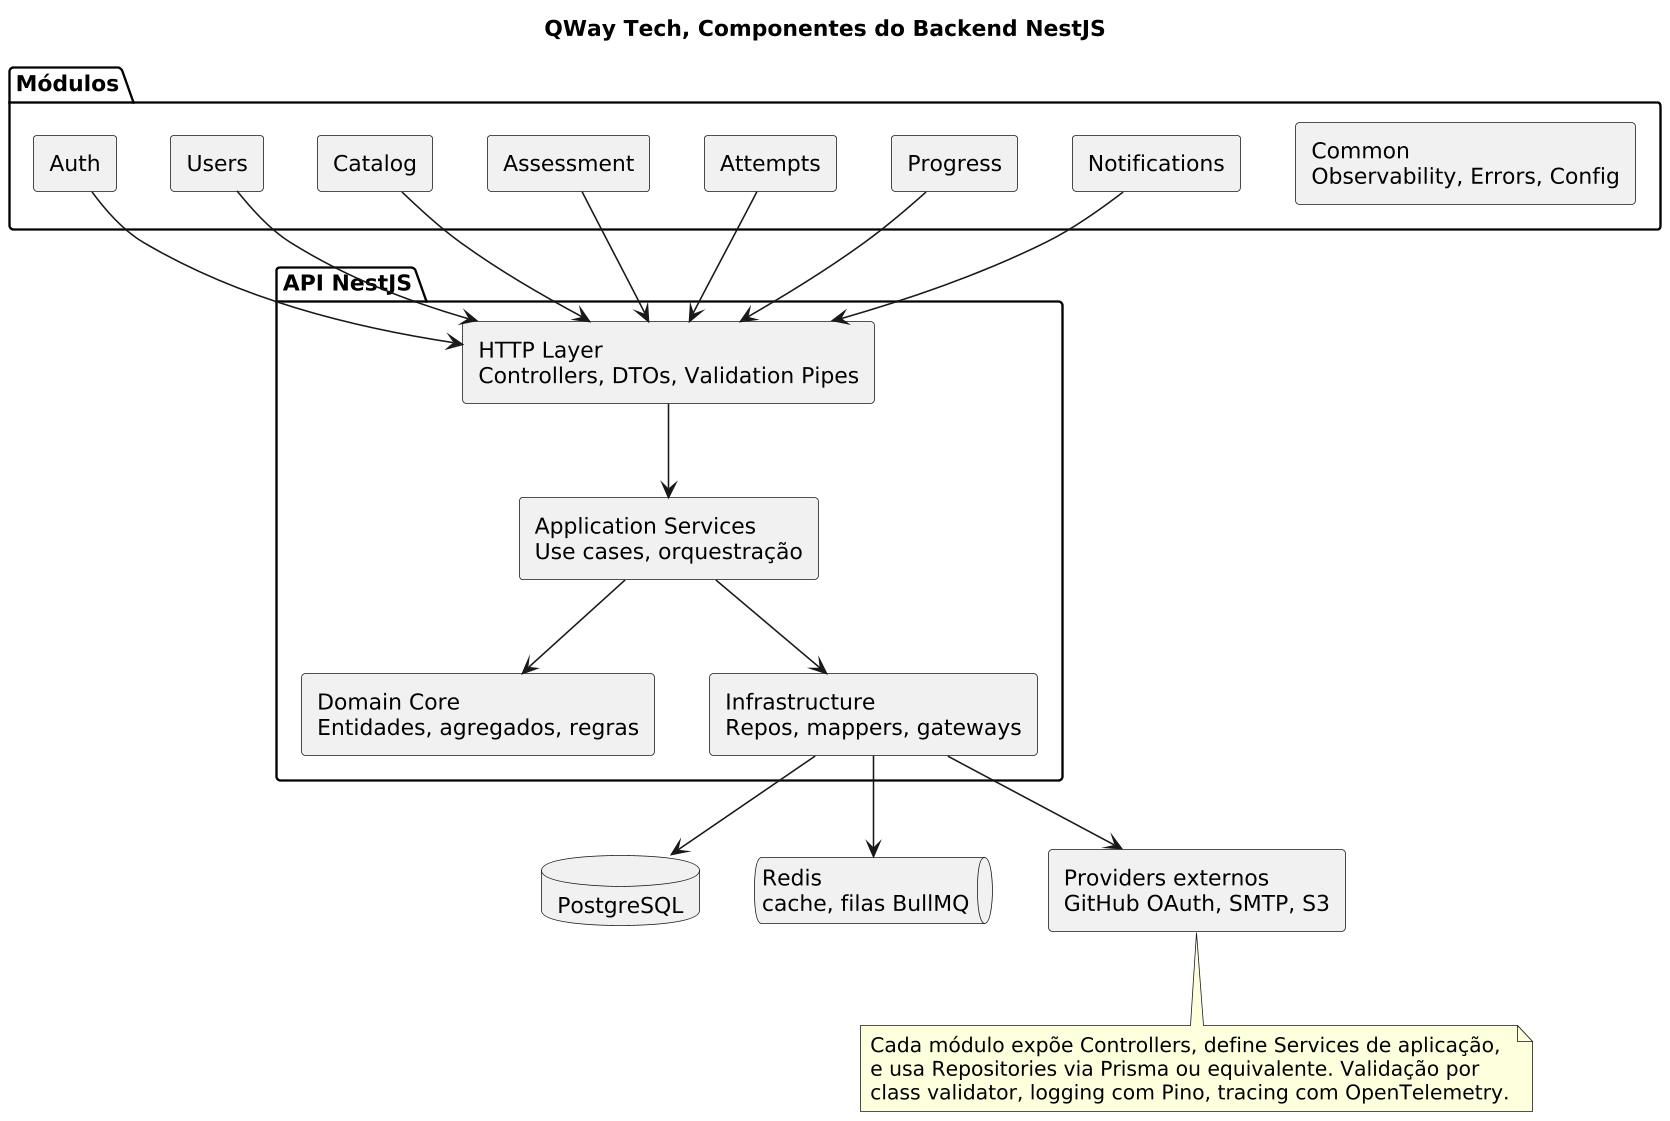 QWay Tech, Componentes do Backend NestJS
Módulos
Auth
Users
Catalog
Assessment
Attempts
Progress
Notifications
Common
Observability, Errors, Config
API NestJS
HTTP Layer
Controllers, DTOs, Validation Pipes
Application Services
Use cases, orquestração
Domain Core
Entidades, agregados, regras
Infrastructure
Repos, mappers, gateways
PostgreSQL
Redis
cache, filas BullMQ
Providers externos
GitHub OAuth, SMTP, S3
Cada módulo expõe Controllers, define Services de aplicação,
e usa Repositories via Prisma ou equivalente. Validação por
class validator, logging com Pino, tracing com OpenTelemetry.